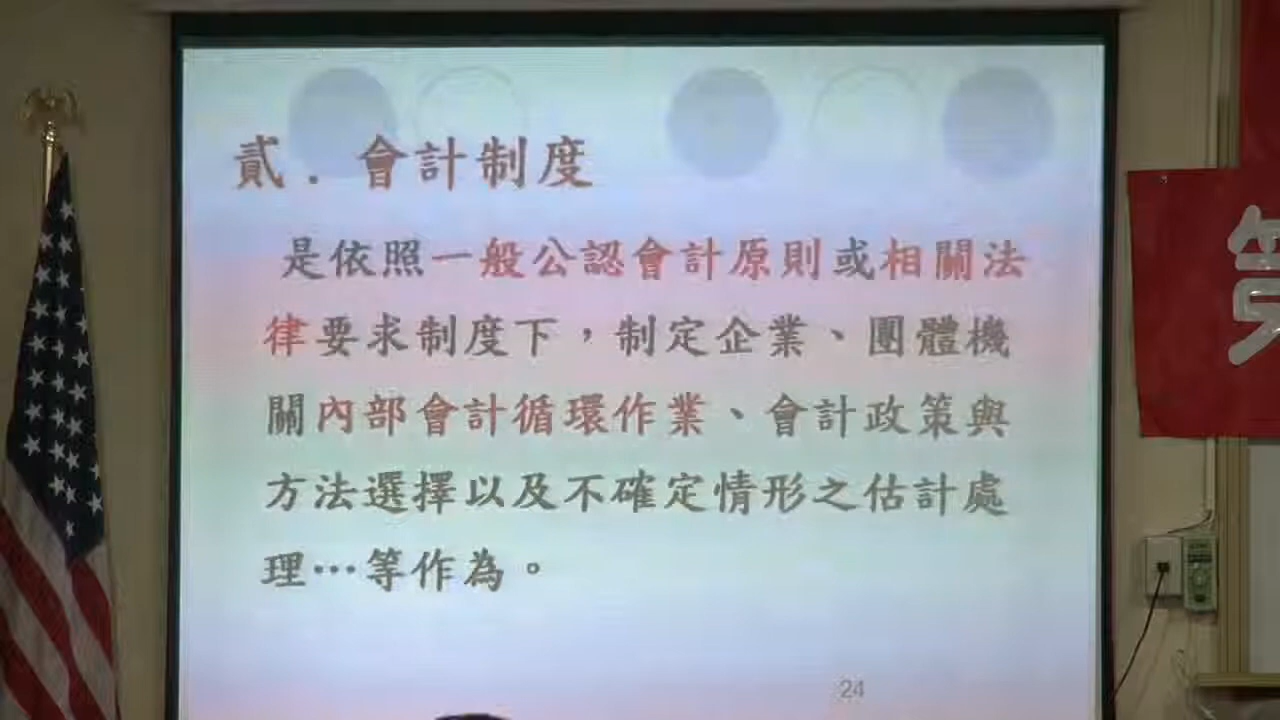 貳．會計制度
是依照一般公認會計原則或相關法
律要求制度下，制定企業、團體機
關內部會計循環作業、會計政策與
方法選擇以及不確定情形之估計處
理…等作為。
24
第